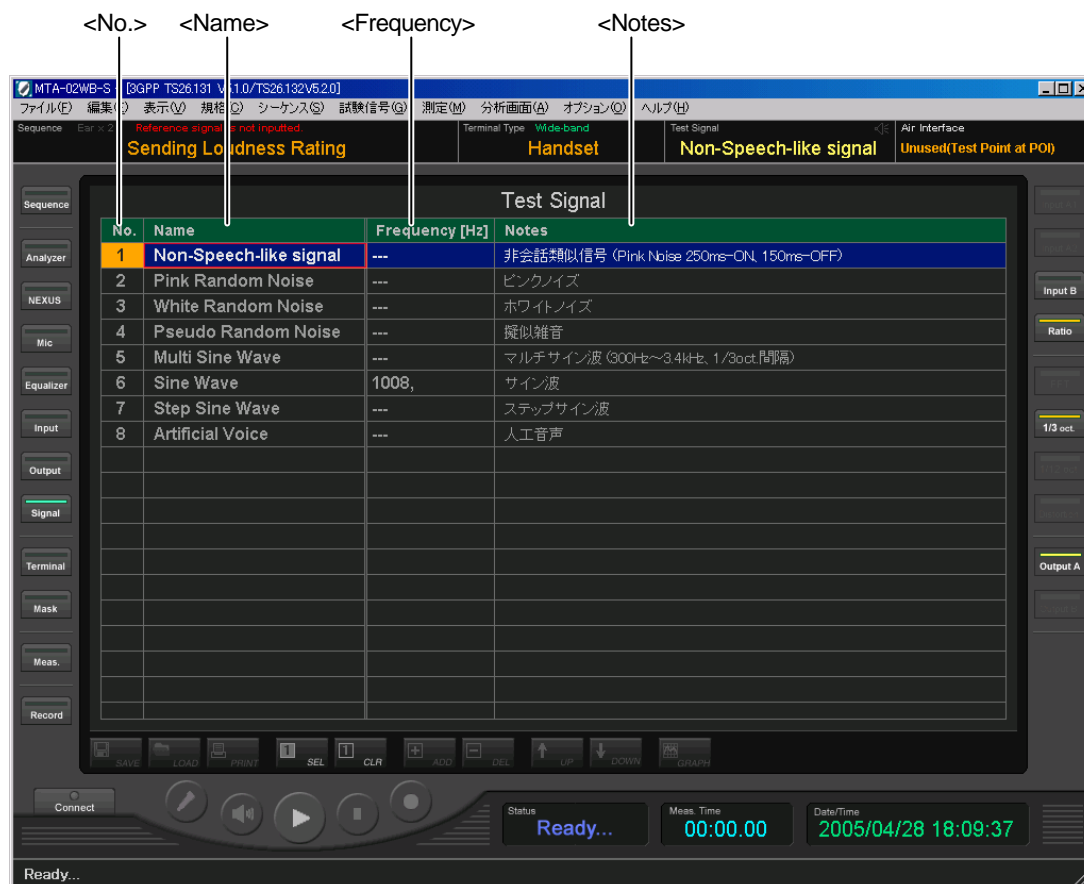 <No.> <Name> <Frequency> <Notes>
MTA-02WB-S - [3GPP TS26.131 V5.1.0/TS26.132V5.2.0]
ファイル(F) 編集(E) 表示(V) 規格(C) シーケンス(S) 試験信号(G) 測定(M) 分析画面(A) オプション(O) ヘルプ(H)
Sequence Ear x 2 Reference signal is not inputted. Terminal Type Wide-band Test Signal Air Interface
Sending Loudness Rating Handset Non-Speech-like signal Unused(Test Point at POI)
Test Signal
No. Name Frequency [Hz] Notes
1 Non-Speech-like signal --- 非会話類似信号 (Pink Noise 250ms-ON, 150ms-OFF)
2 Pink Random Noise --- ピンクノイズ
3 White Random Noise --- ホワイトノイズ
4 Pseudo Random Noise --- 擬似雑音
5 Multi Sine Wave --- マルチサイン波 (300Hz～3.4kHz、1/3oct.間隔)
6 Sine Wave 1008, サイン波
7 Step Sine Wave --- ステップサイン波
8 Artificial Voice --- 人工音声
Sequence
Analyzer
NEXUS
Mic
Equalizer
Input
Output
Signal
Terminal
Mask
Meas.
Record
Input B
Ratio
1/3 oct.
Output A
SAVE LOAD PRINT 1 SEL 1 CLR ADD DEL UP DOWN GRAPH
Connect
Status Meas. Time Date/Time
Ready... 00:00.00 2005/04/28 18:09:37
Ready...